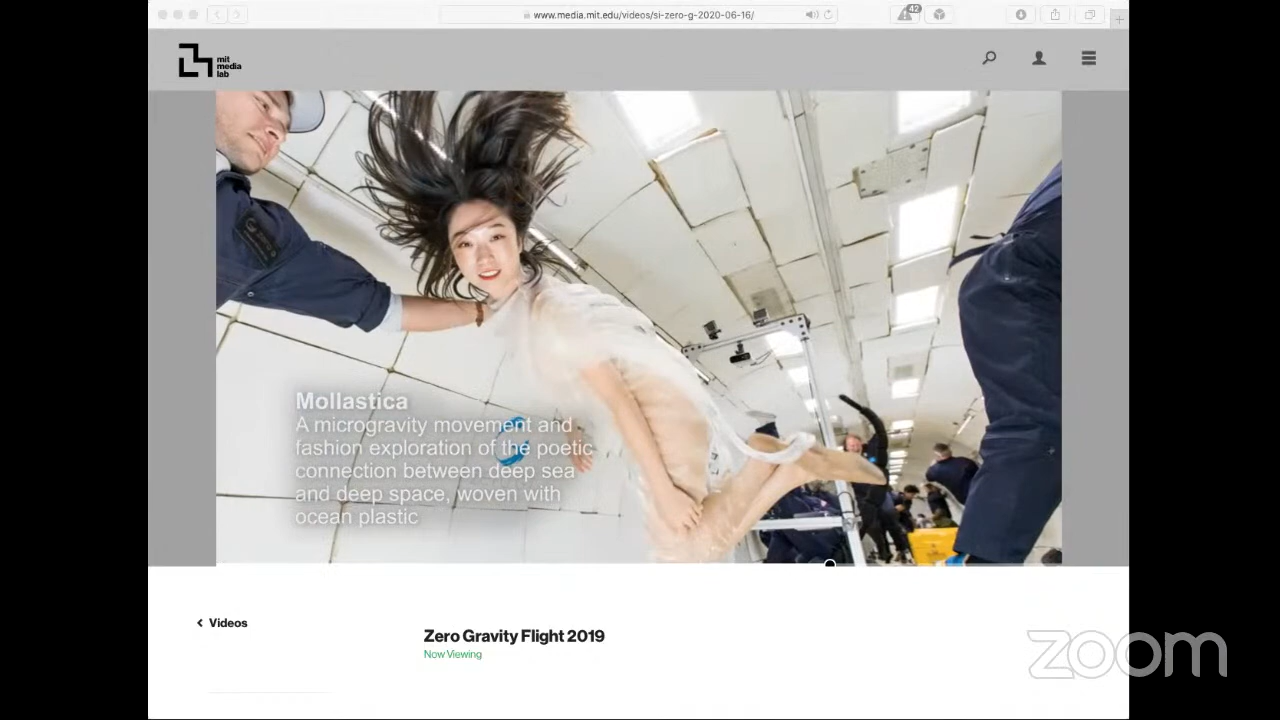 www.media.mit.edu/videos/si-zero-g-2020-06-16/
42
mit
media
lab
Mollastica
A microgravity movement and
fashion exploration of the poetic
connection between deep sea
and deep space, woven with
ocean plastic
Videos
Zero Gravity Flight 2019
Now Viewing
zoom